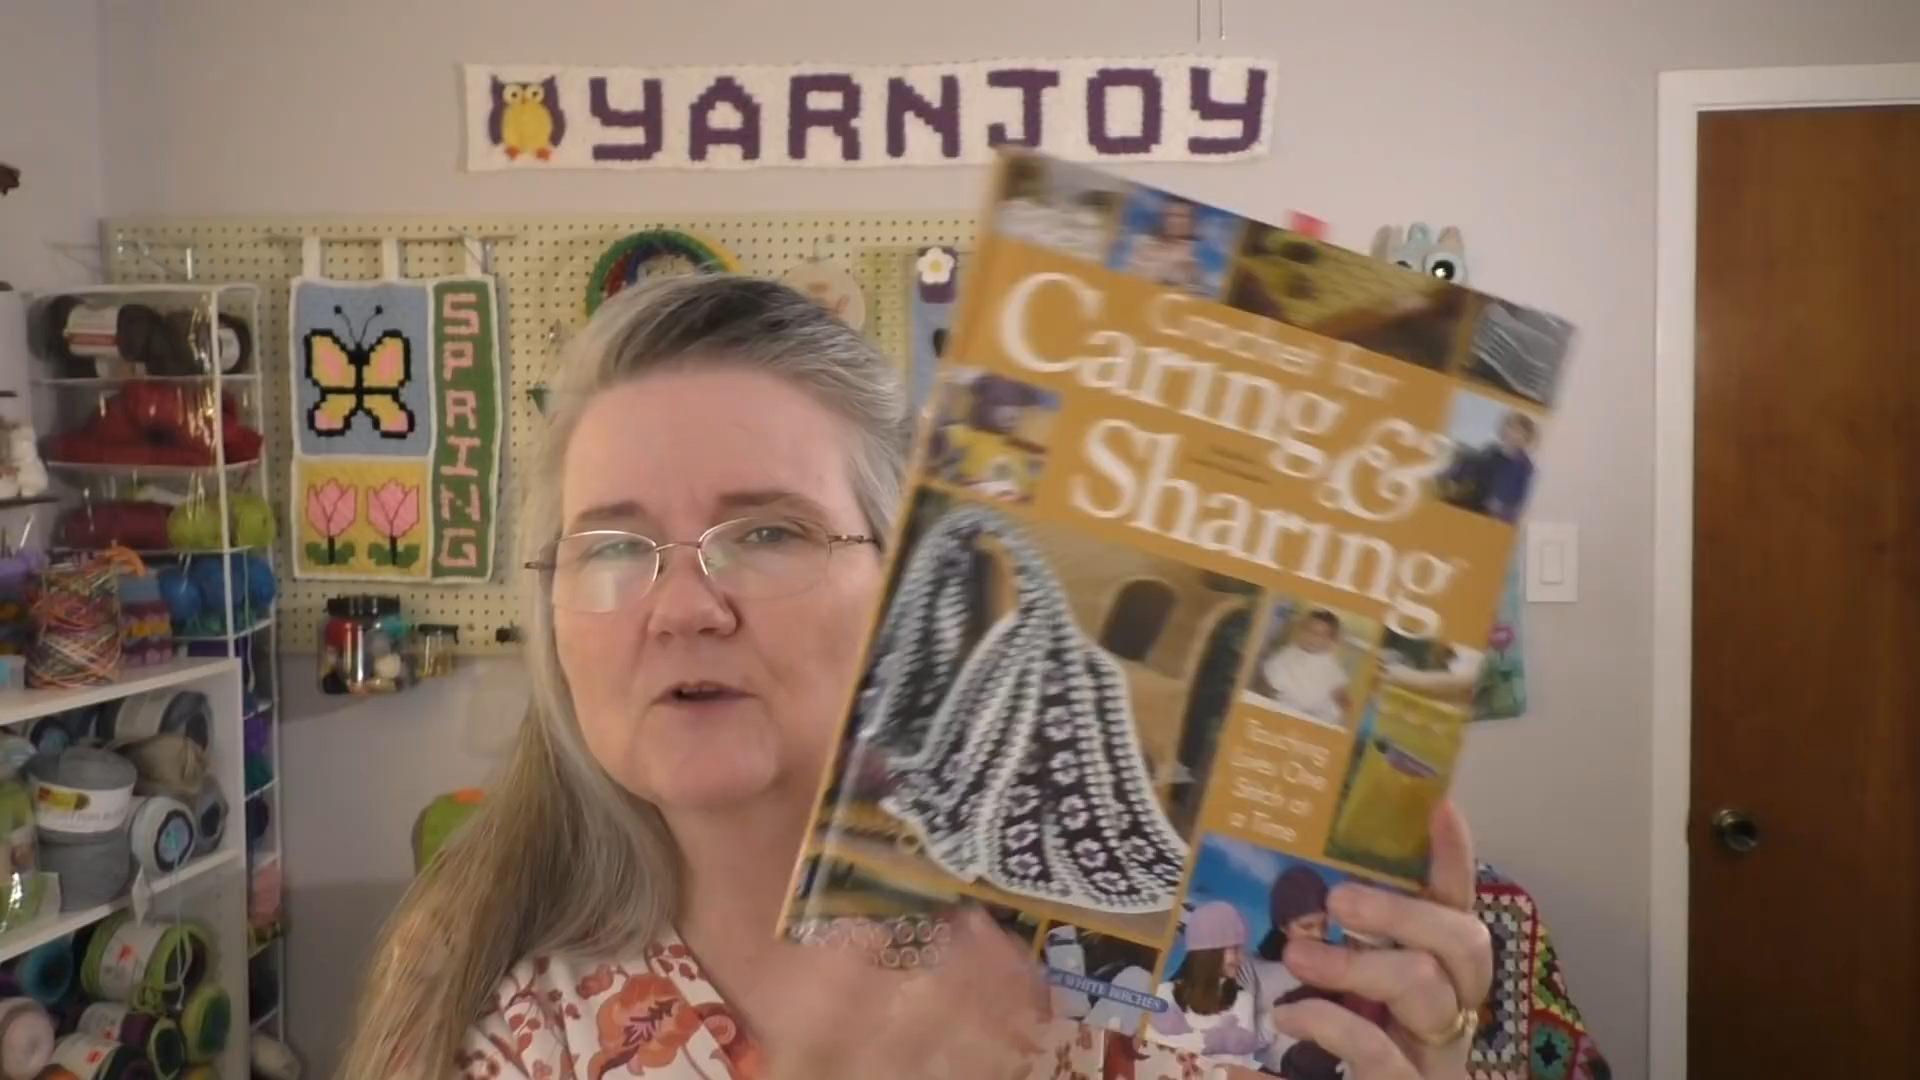 YARNJOY
SPRING
Crochet for
Caring &
Sharing
Touching
Lives One
Stitch at
a Time
WHITE BIRCHES